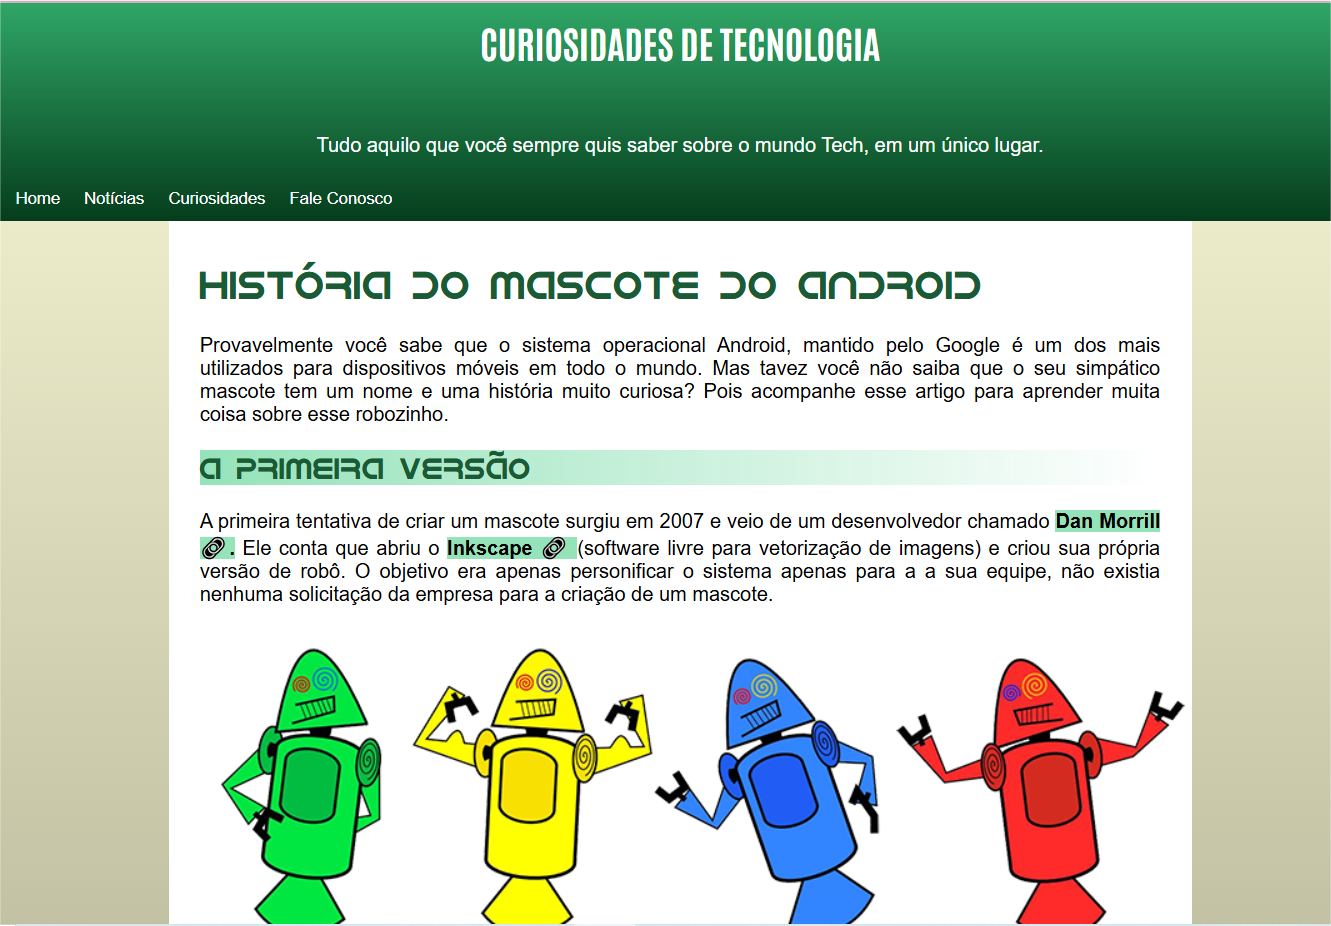 CURIOSIDADES DE TECNOLOGIA
Tudo aquilo que você sempre quis saber sobre o mundo Tech, em um único lugar.
Home Notícias Curiosidades Fale Conosco
HISTÓRIA DO MASCOTE DO ANDROID
Provavelmente você sabe que o sistema operacional Android, mantido pelo Google é um dos mais
utilizados para dispositivos móveis em todo o mundo. Mas tavez você não saiba que o seu simpático
mascote tem um nome e uma história muito curiosa? Pois acompanhe esse artigo para aprender muita
coisa sobre esse robozinho.
A PRIMEIRA VERSÃO
A primeira tentativa de criar um mascote surgiu em 2007 e veio de um desenvolvedor chamado Dan Morrill
. Ele conta que abriu o Inkscape (software livre para vetorização de imagens) e criou sua própria
versão de robô. O objetivo era apenas personificar o sistema apenas para a a sua equipe, não existia
nenhuma solicitação da empresa para a criação de um mascote.